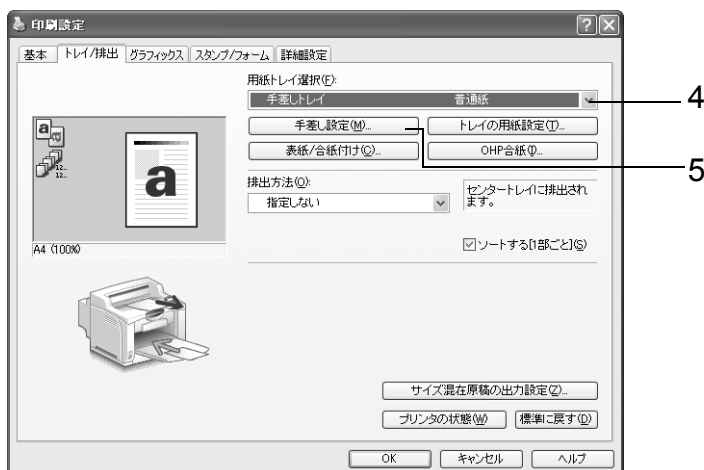 印刷設定
基本 トレイ/排出 グラフィックス スタンプ/フォーム 詳細設定
用紙トレイ選択(F):
手差しトレイ 普通紙
4
手差し設定(M)... トレイの用紙設定(T)...
表紙/合紙付け(C)... OHP合紙(I)...
5
排出方法(O):
指定しない
センタートレイに排出されます。
ソートする[1部ごと](S)
a
a
12..
12..
a
A4 (100%)
サイズ混在原稿の出力設定(Z)...
プリンタの状態(W) 標準に戻す(D)
OK キャンセル ヘルプ